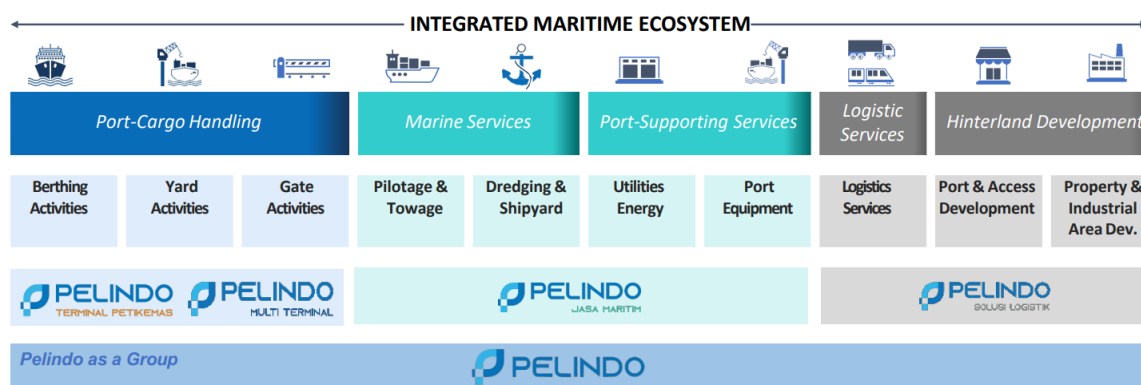 INTEGRATED MARITIME ECOSYSTEM
Port-Cargo Handling
Marine Services
Port-Supporting Services
Logistic
Services
Hinterland Development
Berthing
Activities
Yard
Activities
Gate
Activities
Pilotage &
Towage
Dredging &
Shipyard
Utilities
Energy
Port
Equipment
Logistics
Services
Port & Access
Development
Property &
Industrial
Area Dev.
PELINDO
TERMINAL PETIKEMAS
PELINDO
MULTI TERMINAL
PELINDO
JASA MARITIM
PELINDO
SOLUSI LOGISTIK
Pelindo as a Group
PELINDO